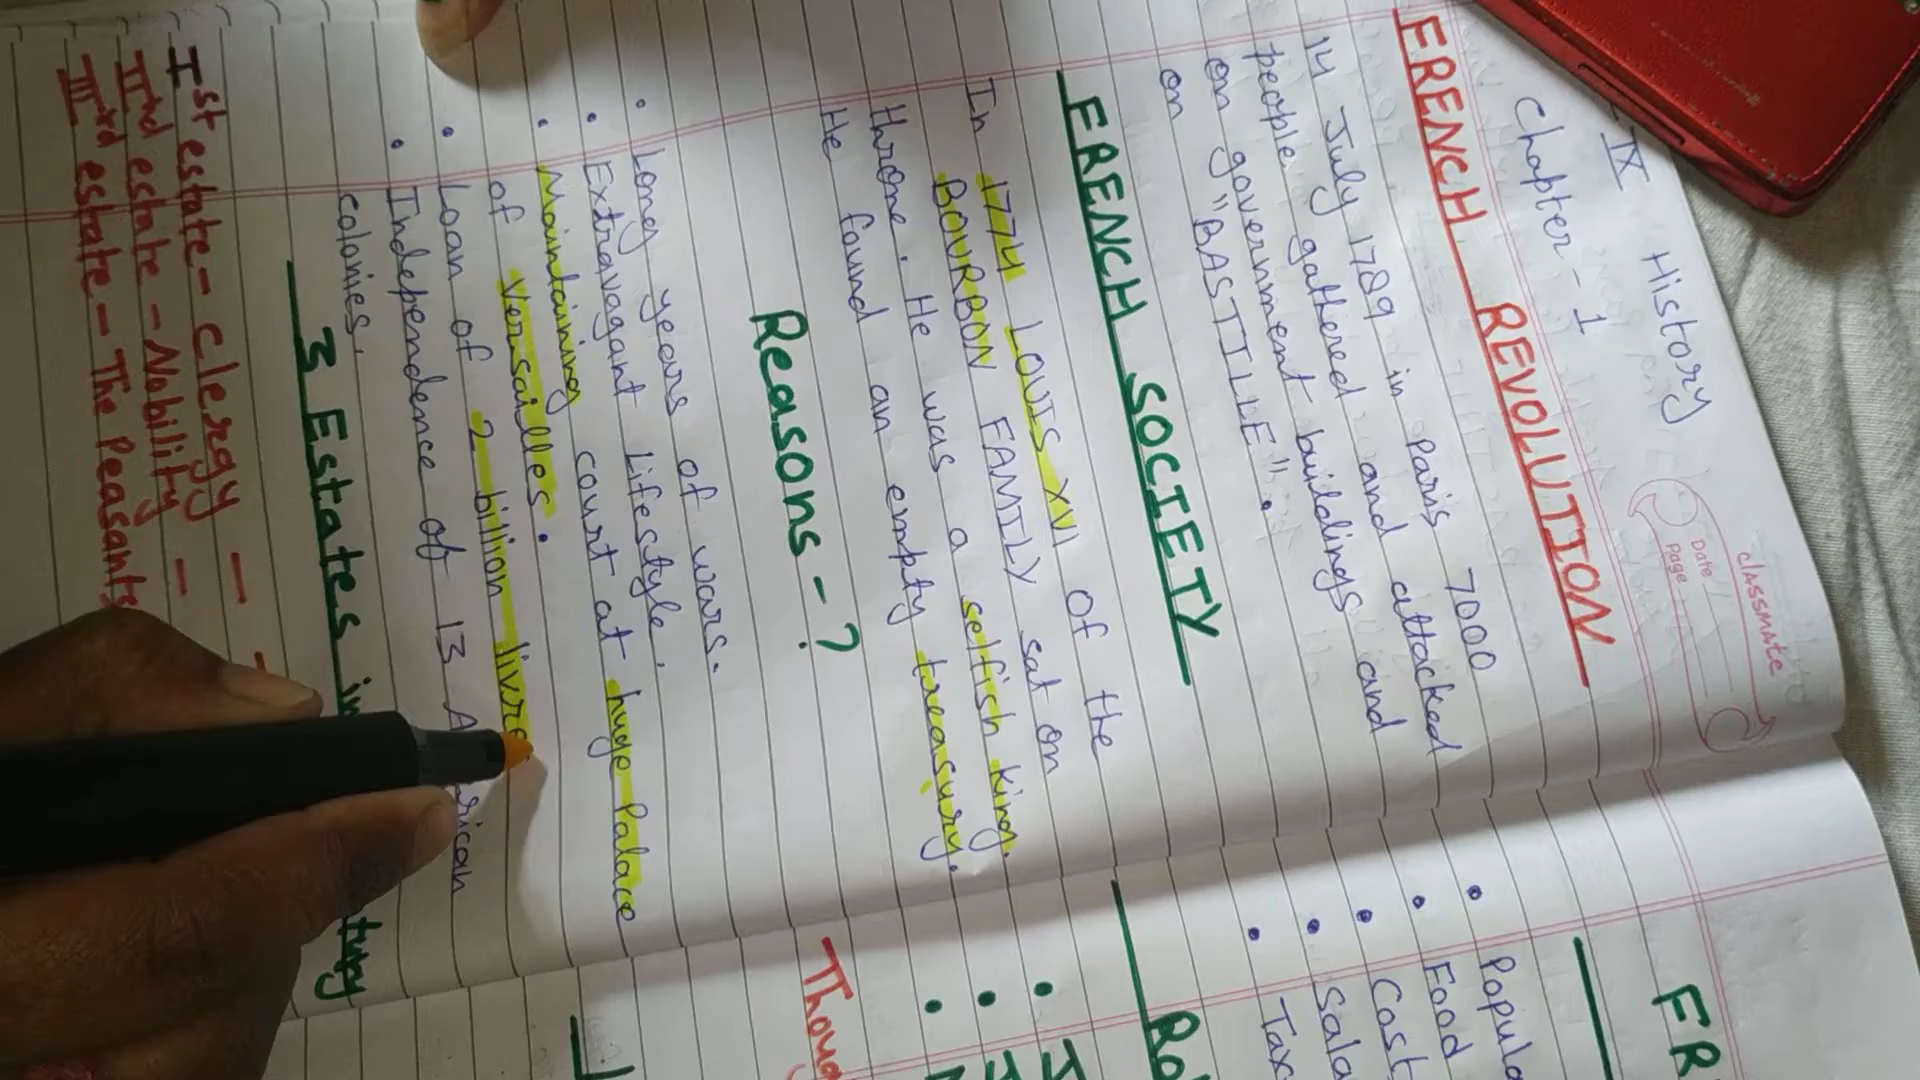 IX History
Chapter - 1
classmate
Date
Page
FRENCH REVOLUTION
14 July 1789 in Paris 7000
people gathered and attacked
on government buildings and
on "BASTILLE".
FRENCH SOCIETY
In 1774 LOUIS XVI of the
BOURBON FAMILY sat on
throne. He was a selfish king.
He found an empty treasury.
Reasons - ?
• Long years of wars.
• Extravagant Lifestyle.
• Maintaining court at huge Palace
of Versailles.
• Loan of 2 billion livre
• Independence of 13
colonies.
3 Estates in
Ist estate - Clergy -
IInd estate - Nobility -
IIIrd estate - The Peasants
FR
• Popula
• Food
• Cost
• Sala
• Tax
Thoug